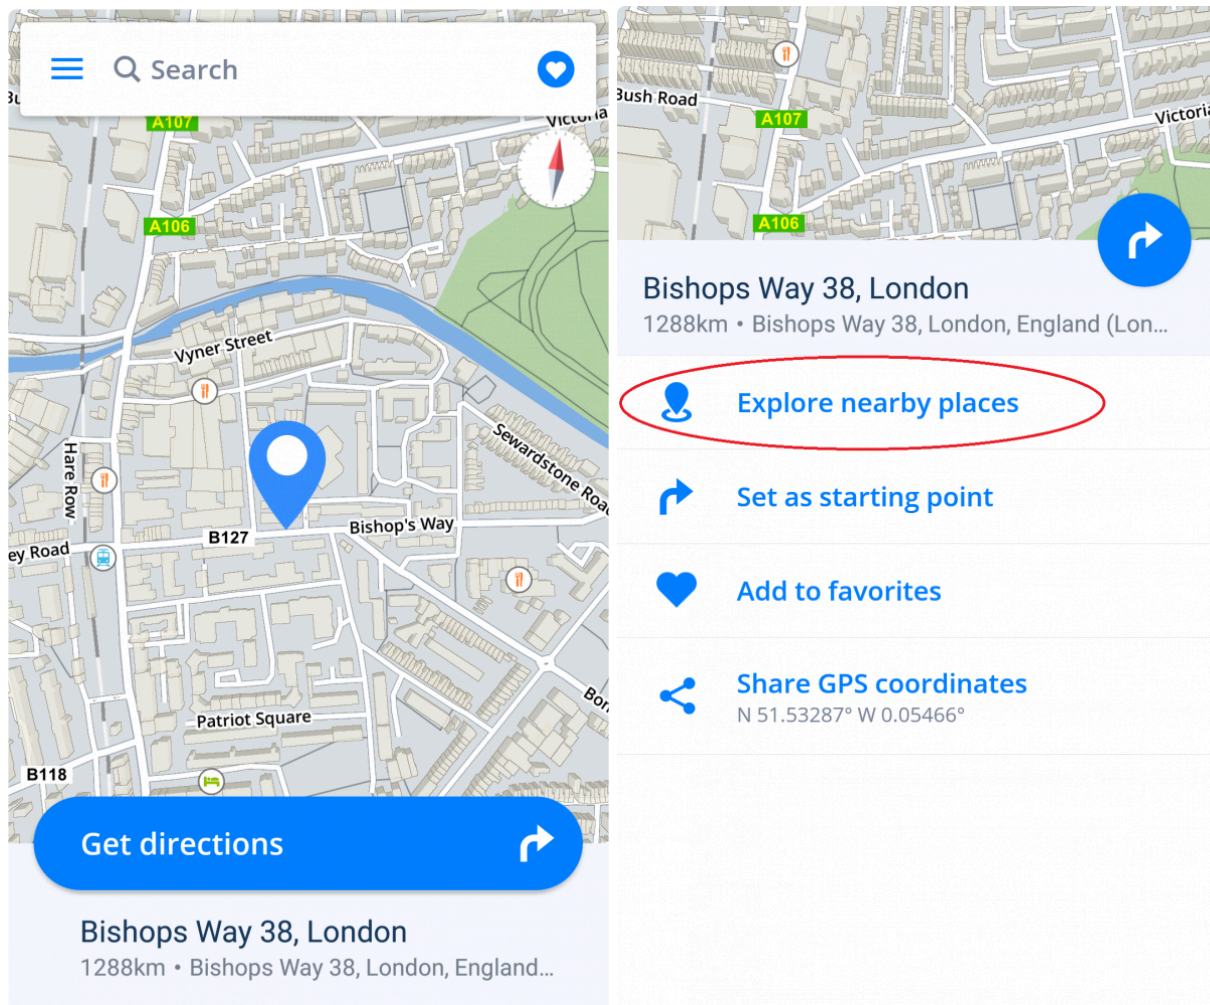 Search
A107
Victoria
A106
Vyner Street
Hare Row
Sewardstone Road
Bishop's Way
B127
ey Road
Patriot Square
Bon
B118
Get directions
Bishops Way 38, London
1288km • Bishops Way 38, London, England...
Bush Road
A107
Victoria
A106
Bishops Way 38, London
1288km • Bishops Way 38, London, England (Lon...
Explore nearby places
Set as starting point
Add to favorites
Share GPS coordinates
N 51.53287° W 0.05466°